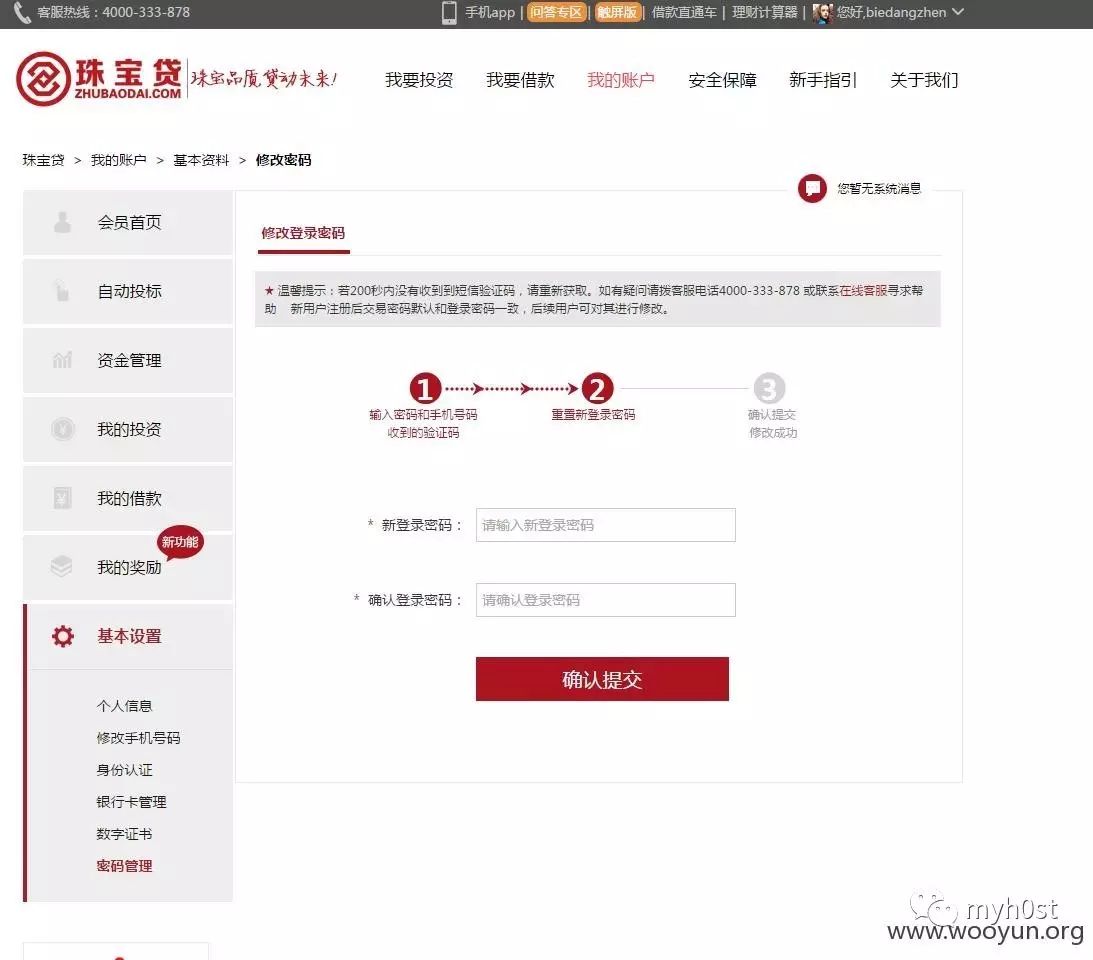 客服热线：4000-333-878
手机app | 问答专区 | 触屏版 | 借款直通车 | 理财计算器 | 您好,biedangzhen
珠宝贷
ZHUBAODAI.COM
珠宝品质贷动未来!
我要投资 我要借款 我的账户 安全保障 新手指引 关于我们
珠宝贷 > 我的账户 > 基本资料 > 修改密码
您暂无系统消息
会员首页
自动投标
资金管理
我的投资
我的借款
新功能
我的奖励
基本设置
个人信息
修改手机号码
身份认证
银行卡管理
数字证书
密码管理
修改登录密码
★ 温馨提示：若200秒内没有收到到短信验证码，请重新获取。如有疑问请拨客服电话4000-333-878 或联系在线客服寻求帮
助 新用户注册后交易密码默认和登录密码一致，后续用户可对其进行修改。
1 2 3
输入密码和手机号码
收到的验证码
重置新登录密码
确认提交
修改成功
* 新登录密码： 请输入新登录密码
* 确认登录密码： 请确认登录密码
确认提交
myh0st
www.wooyun.org